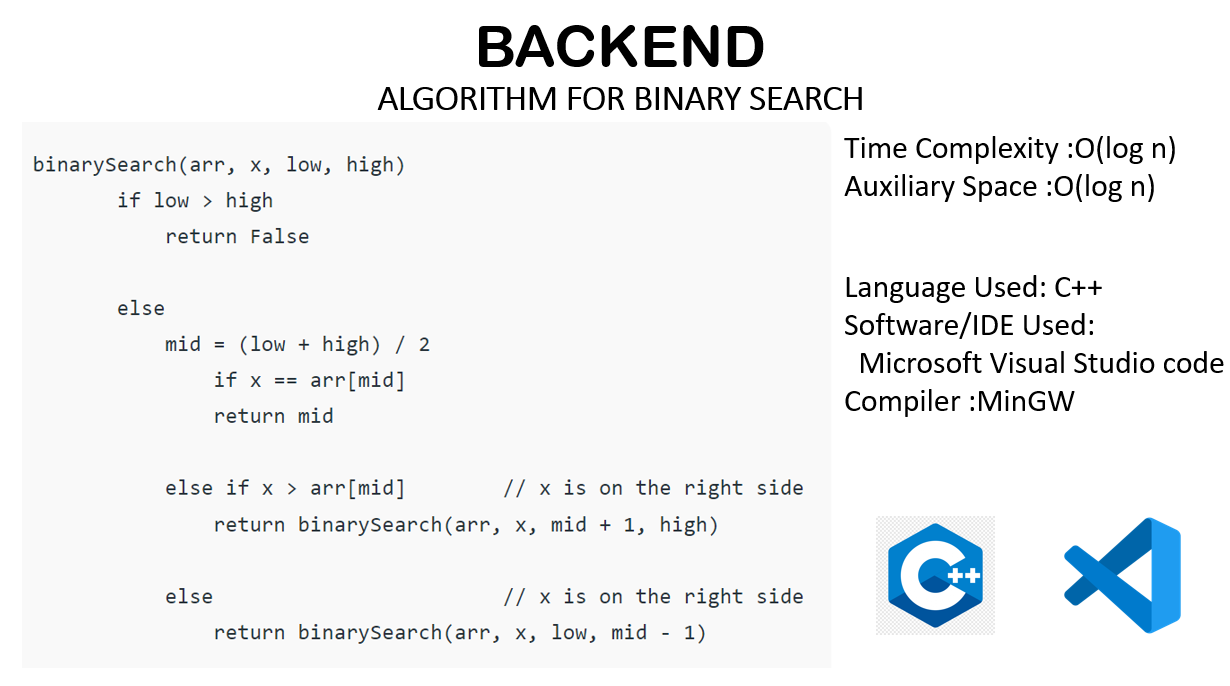 BACKEND
ALGORITHM FOR BINARY SEARCH
binarySearch(arr, x, low, high)
if low > high
return False
else
mid = (low + high) / 2
if x == arr[mid]
return mid
else if x > arr[mid] // x is on the right side
return binarySearch(arr, x, mid + 1, high)
else // x is on the right side
return binarySearch(arr, x, low, mid - 1)
Time Complexity :O(log n)
Auxiliary Space :O(log n)
Language Used: C++
Software/IDE Used:
Microsoft Visual Studio code
Compiler :MinGW
C++